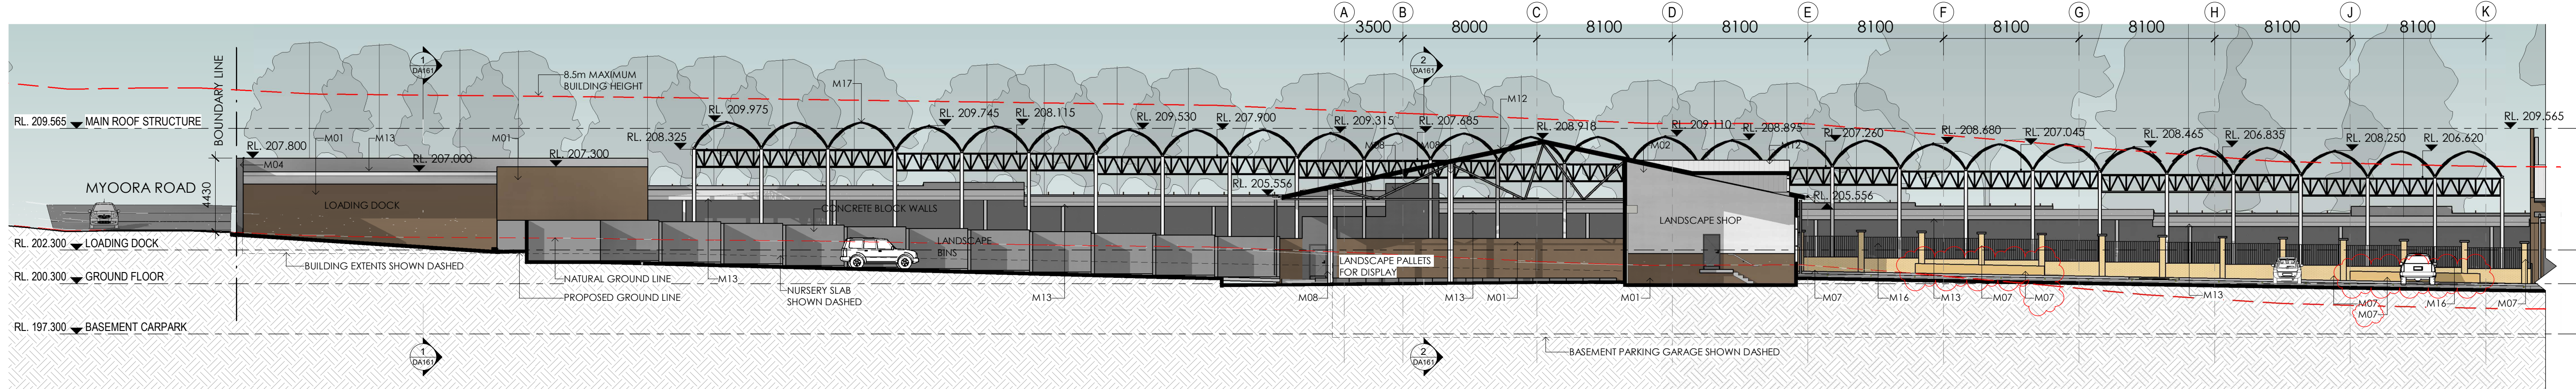 A B C D E F G H J K
3500 8000 8100 8100 8100 8100 8100 8100 8100
BOUNDARY LINE
1
DA161
8.5m MAXIMUM
BUILDING HEIGHT
M17
2
DA161
M12
RL. 209.565 MAIN ROOF STRUCTURE
RL. 209.975
RL. 208.325
RL. 209.745
RL. 208.115
RL. 209.530
RL. 207.900
RL. 209.315
RL. 207.685
RL. 208.918
RL. 209.110
RL. 208.895
RL. 207.260
RL. 208.680
RL. 207.045
RL. 208.465
RL. 206.835
RL. 208.250
RL. 206.620
RL. 209.565
M01
M13
M01
RL. 207.800
M04
RL. 207.000
RL. 207.300
M08
M08
M02
M12
MYOORA ROAD
4430
LOADING DOCK
RL. 205.556
RL. 205.556
CONCRETE BLOCK WALLS
LANDSCAPE SHOP
LANDSCAPE
BINS
RL. 202.300 LOADING DOCK
BUILDING EXTENTS SHOWN DASHED
LANDSCAPE PALLETS
FOR DISPLAY
RL. 200.300 GROUND FLOOR
NATURAL GROUND LINE
M13
NURSERY SLAB
SHOWN DASHED
PROPOSED GROUND LINE
M13
M08
M13
M01
M01
M07
M16
M13
M07
M07
M13
M07
M07
M16
M07
RL. 197.300 BASEMENT CARPARK
1
DA161
2
DA161
BASEMENT PARKING GARAGE SHOWN DASHED